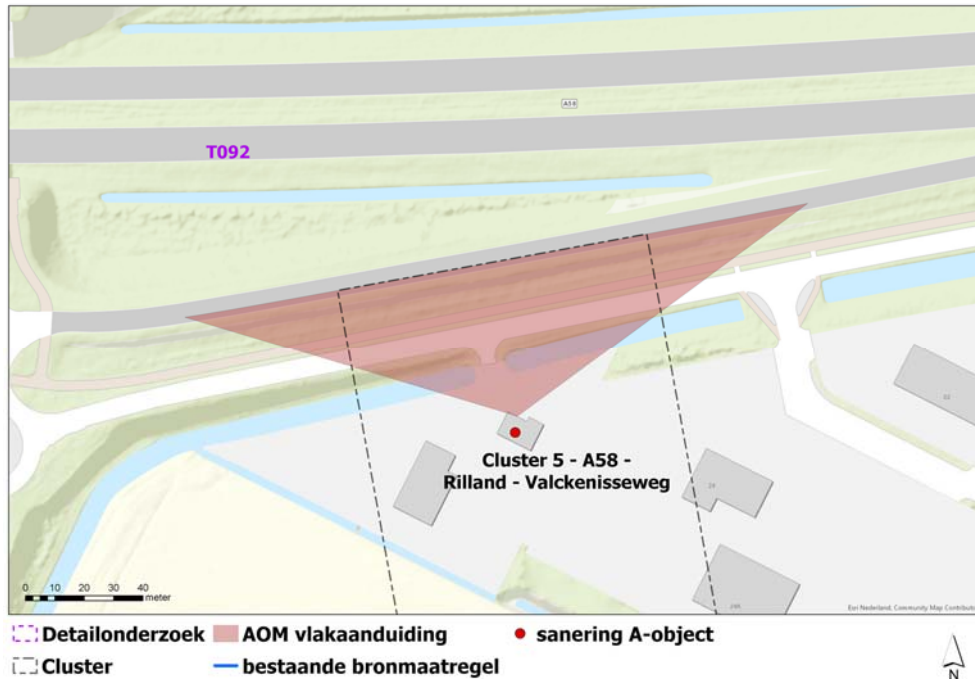 A58
T092
Cluster 5 - A58 -
Rilland - Valckenisseweg
0 10 20 30 40
meter
Esri Nederland, Community Map Contribut
Detailonderzoek
AOM vlakaanduiding
sanering A-object
Cluster
bestaande bronmaatregel
N